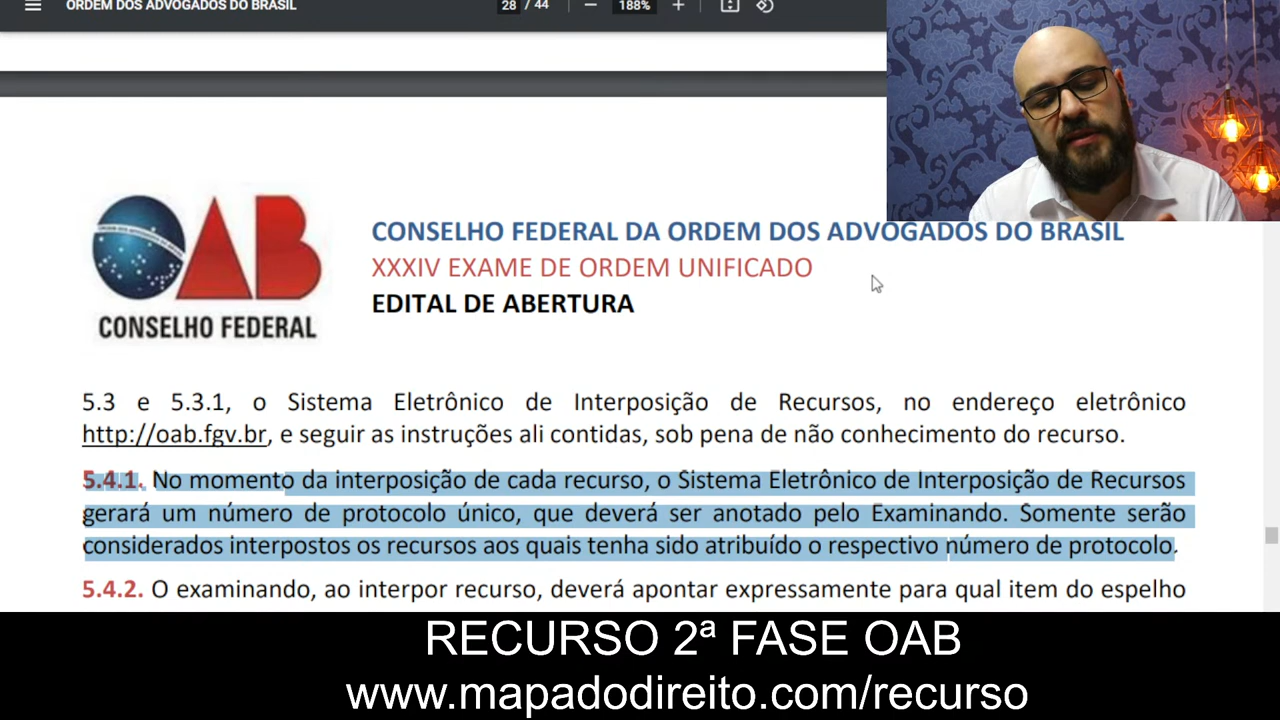 ORDEM DOS ADVOGADOS DO BRASIL
28 / 44
188%
OAB
CONSELHO FEDERAL
CONSELHO FEDERAL DA ORDEM DOS ADVOGADOS DO BRASIL
XXXIV EXAME DE ORDEM UNIFICADO
EDITAL DE ABERTURA
5.3 e 5.3.1, o Sistema Eletrônico de Interposição de Recursos, no endereço eletrônico
http://oab.fgv.br, e seguir as instruções ali contidas, sob pena de não conhecimento do recurso.
5.4.1. No momento da interposição de cada recurso, o Sistema Eletrônico de Interposição de Recursos
gerará um número de protocolo único, que deverá ser anotado pelo Examinando. Somente serão
considerados interpostos os recursos aos quais tenha sido atribuído o respectivo número de protocolo.
5.4.2. O examinando, ao interpor recurso, deverá apontar expressamente para qual item do espelho
RECURSO 2ª FASE OAB
www.mapadodireito.com/recurso